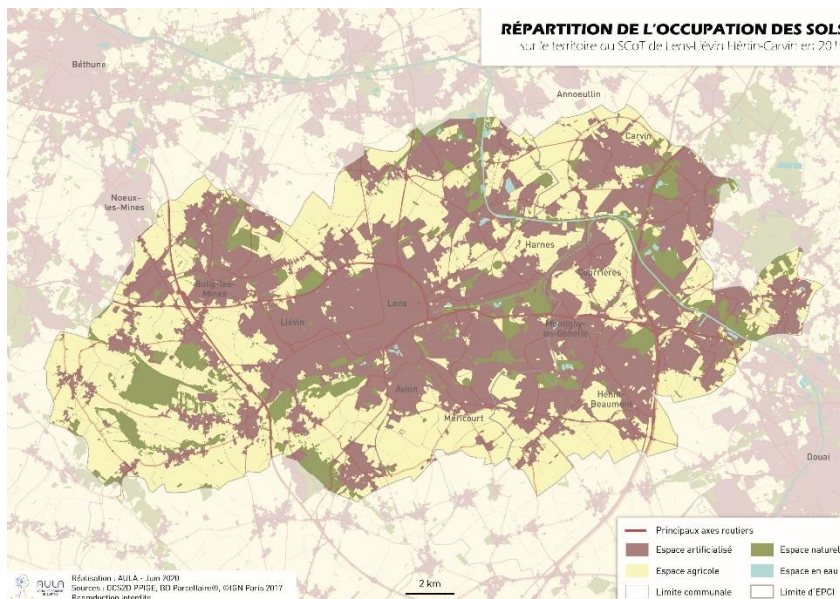 RÉPARTITION DE L'OCCUPATION DES SOLS
sur le territoire du SCoT de Lens-Liévin Hénin-Carvin en 201
Béthune
Annoeullin
Carvin
Noeux-
les-Mines
Harnes
Courrières
Bully-les-
Mines
Lens
Liévin
Montigny-
en-Gohelle
Avion
Hénin-
Beaumont
Méricourt
Douai
Principaux axes routiers
Espace artificialisé
Espace naturel
Espace agricole
Espace en eau
Limite communale
Limite d'EPCI
2 km
AULA
Réalisation : AULA - Juin 2020
Sources : OCS2D PPIGE, BD Parcellaire®, ©IGN Paris 2017
Reproduction interdite